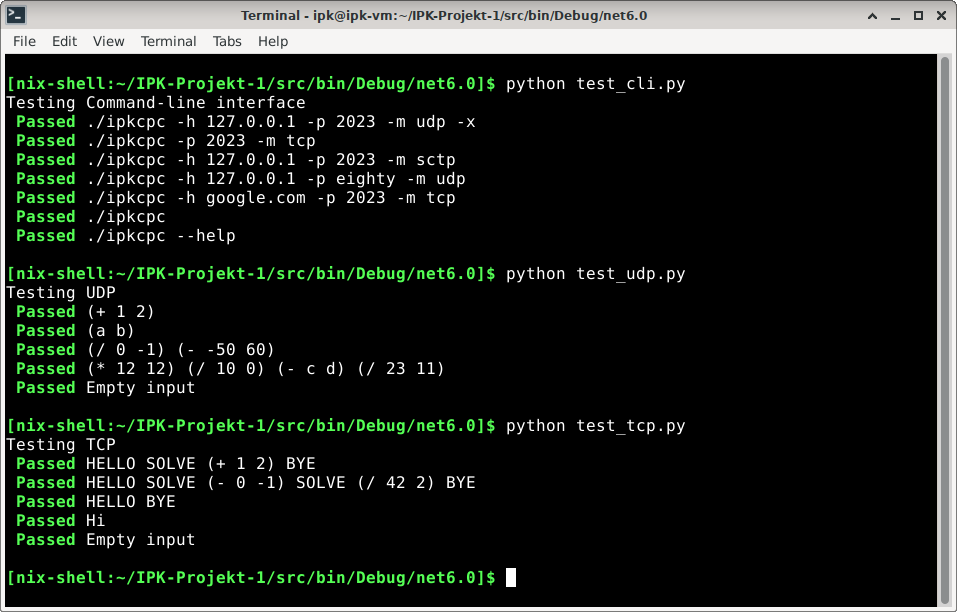 Terminal - ipk@ipk-vm:~/IPK-Projekt-1/src/bin/Debug/net6.0
File Edit View Terminal Tabs Help
[nix-shell:~/IPK-Projekt-1/src/bin/Debug/net6.0]$ python test_cli.py
Testing Command-line interface
Passed ./ipkcpc -h 127.0.0.1 -p 2023 -m udp -x
Passed ./ipkcpc -p 2023 -m tcp
Passed ./ipkcpc -h 127.0.0.1 -p 2023 -m sctp
Passed ./ipkcpc -h 127.0.0.1 -p eighty -m udp
Passed ./ipkcpc -h google.com -p 2023 -m tcp
Passed ./ipkcpc
Passed ./ipkcpc --help
[nix-shell:~/IPK-Projekt-1/src/bin/Debug/net6.0]$ python test_udp.py
Testing UDP
Passed (+ 1 2)
Passed (a b)
Passed (/ 0 -1) (- -50 60)
Passed (* 12 12) (/ 10 0) (- c d) (/ 23 11)
Passed Empty input
[nix-shell:~/IPK-Projekt-1/src/bin/Debug/net6.0]$ python test_tcp.py
Testing TCP
Passed HELLO SOLVE (+ 1 2) BYE
Passed HELLO SOLVE (- 0 -1) SOLVE (/ 42 2) BYE
Passed HELLO BYE
Passed Hi
Passed Empty input
[nix-shell:~/IPK-Projekt-1/src/bin/Debug/net6.0]$